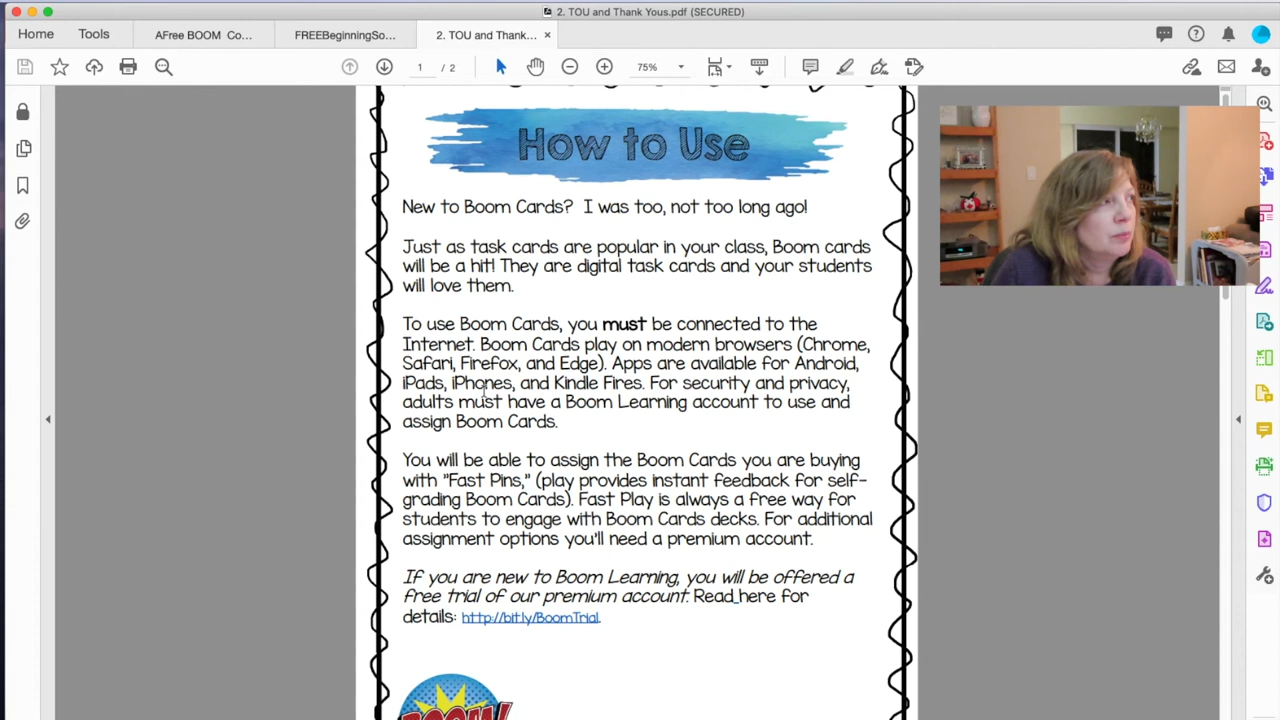 2. TOU and Thank Yous.pdf (SECURED)
Home Tools AFree BOOM Co... FREEBeginningSo... 2. TOU and Thank... ×
1 / 2 75%
How to Use
New to Boom Cards? I was too, not too long ago!
Just as task cards are popular in your class, Boom cards
will be a hit! They are digital task cards and your students
will love them.
To use Boom Cards, you must be connected to the
Internet. Boom Cards play on modern browsers (Chrome,
Safari, Firefox, and Edge). Apps are available for Android,
iPads, iPhones, and Kindle Fires. For security and privacy,
adults must have a Boom Learning account to use and
assign Boom Cards.
You will be able to assign the Boom Cards you are buying
with "Fast Pins," (play provides instant feedback for self-
grading Boom Cards). Fast Play is always a free way for
students to engage with Boom Cards decks. For additional
assignment options you'll need a premium account.
If you are new to Boom Learning, you will be offered a
free trial of our premium account. Read here for
details: http://bit.ly/BoomTrial.
BOOM!